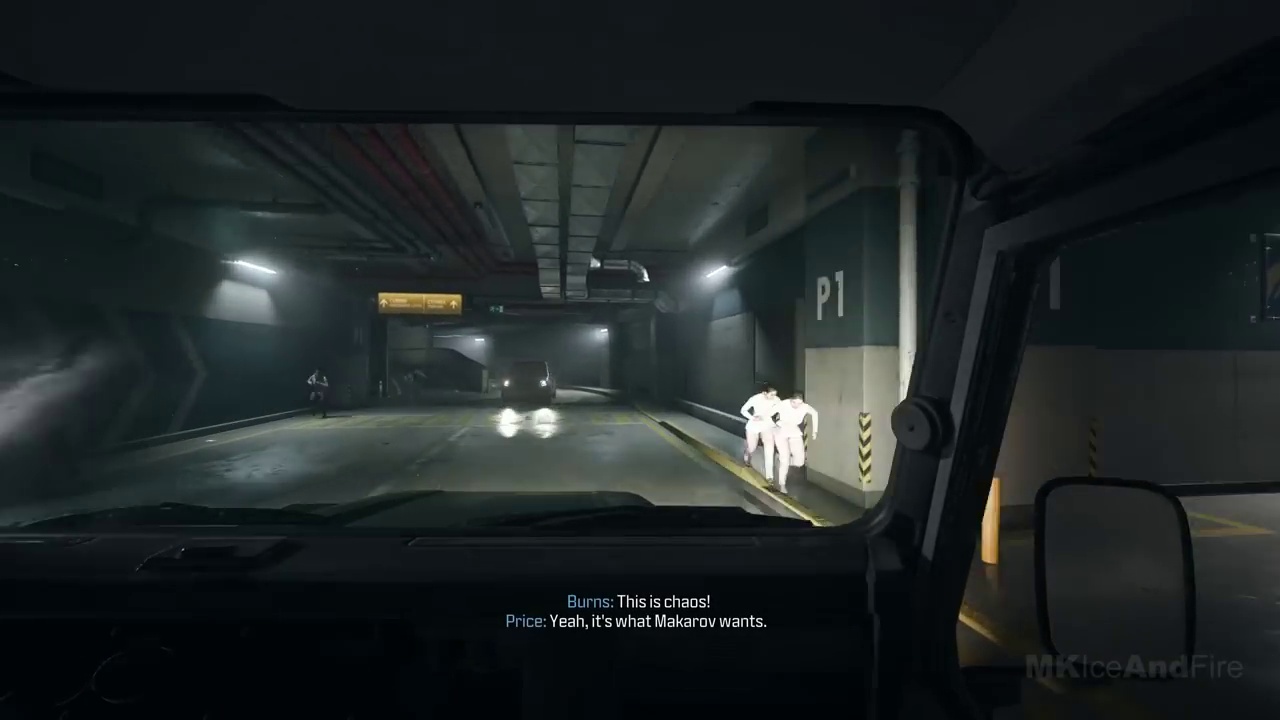 P1
Burns: This is chaos!
Price: Yeah, it's what Makarov wants.
MKIceAndFire